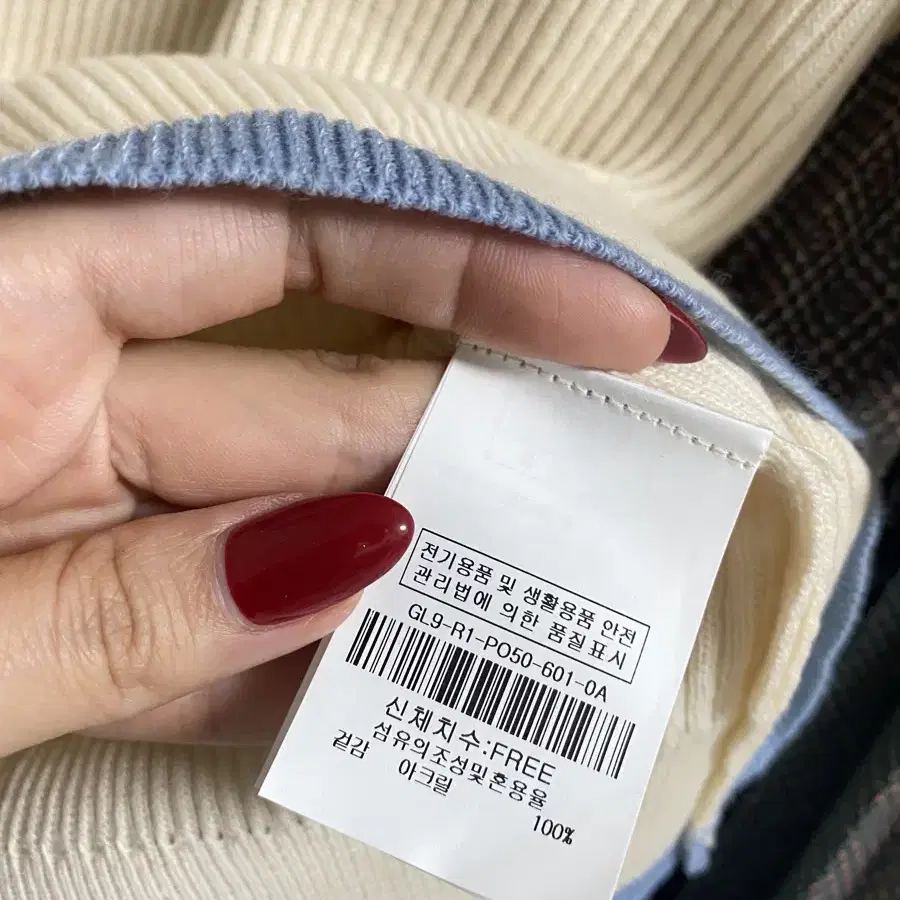 전기용품 및 생활용품 안전
관리법에 의한 품질표시
GL9-R1-PO50-601-0A
신체치수:FREE
섬유의조성및혼용율
겉감
아크릴
100%